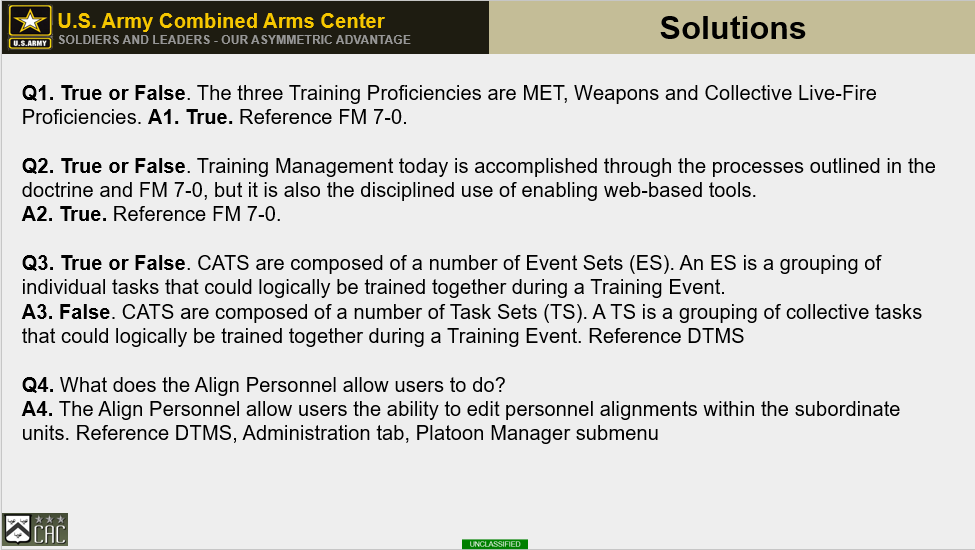 U.S. Army Combined Arms Center
SOLDIERS AND LEADERS - OUR ASYMMETRIC ADVANTAGE
U.S.ARMY
Solutions
Q1. True or False. The three Training Proficiencies are MET, Weapons and Collective Live-Fire
Proficiencies. A1. True. Reference FM 7-0.
Q2. True or False. Training Management today is accomplished through the processes outlined in the
doctrine and FM 7-0, but it is also the disciplined use of enabling web-based tools.
A2. True. Reference FM 7-0.
Q3. True or False. CATS are composed of a number of Event Sets (ES). An ES is a grouping of
individual tasks that could logically be trained together during a Training Event.
A3. False. CATS are composed of a number of Task Sets (TS). A TS is a grouping of collective tasks
that could logically be trained together during a Training Event. Reference DTMS
Q4. What does the Align Personnel allow users to do?
A4. The Align Personnel allow users the ability to edit personnel alignments within the subordinate
units. Reference DTMS, Administration tab, Platoon Manager submenu
CAC
UNCLASSIFIED